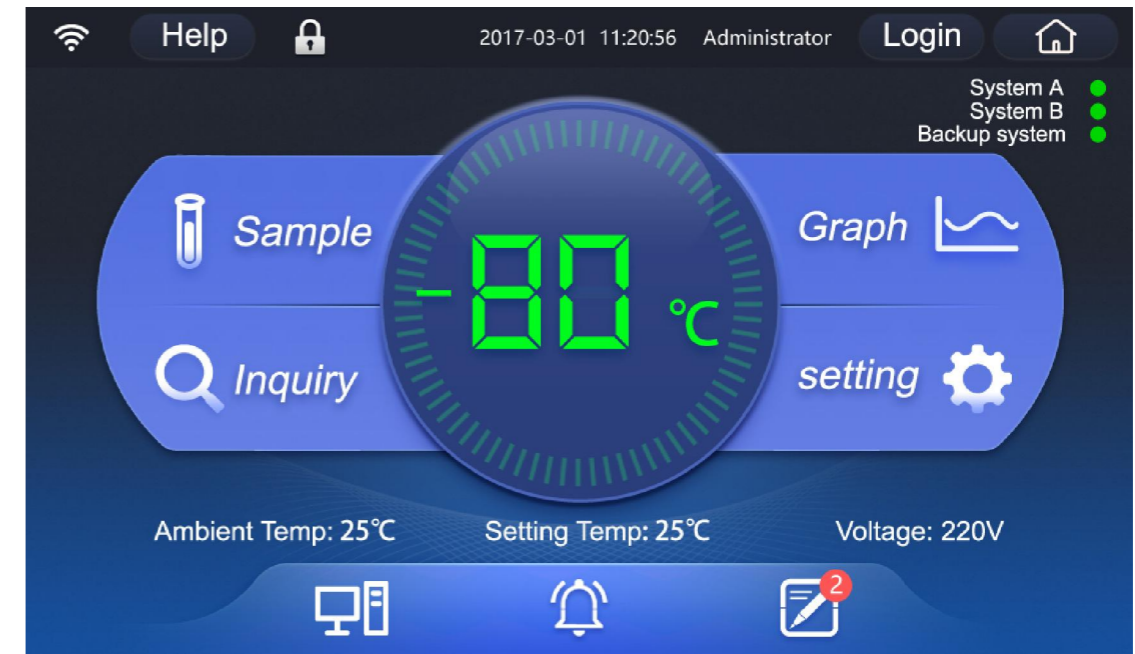 Help 2017-03-01 11:20:56 Administrator Login
System A
System B
Backup system
Sample
Graph
-80 ℃
Inquiry
setting
Ambient Temp: 25℃ Setting Temp: 25℃ Voltage: 220V
2